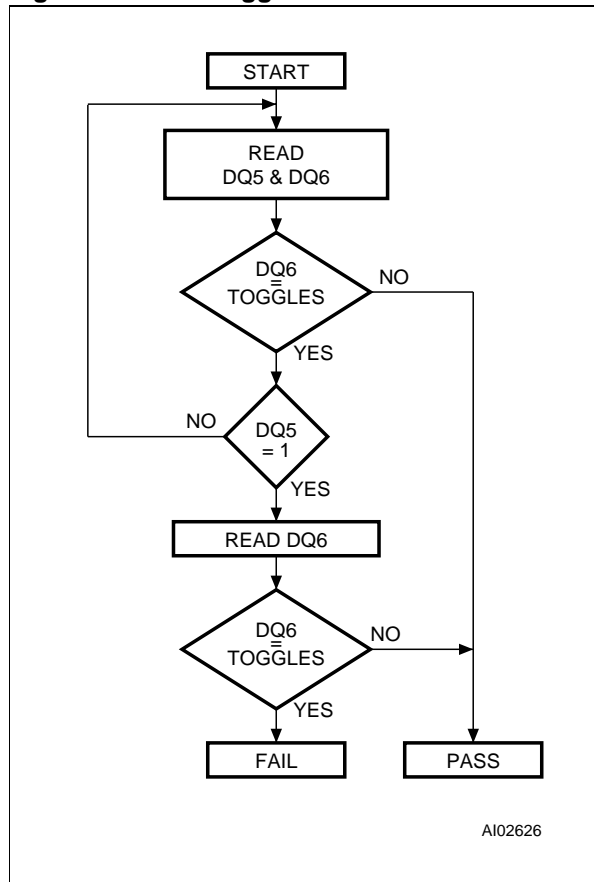 START
READ
DQ5 & DQ6
DQ6
=
TOGGLES
NO
YES
NO
DQ5
= 1
YES
READ DQ6
DQ6
=
TOGGLES
NO
YES
FAIL
PASS
AI02626